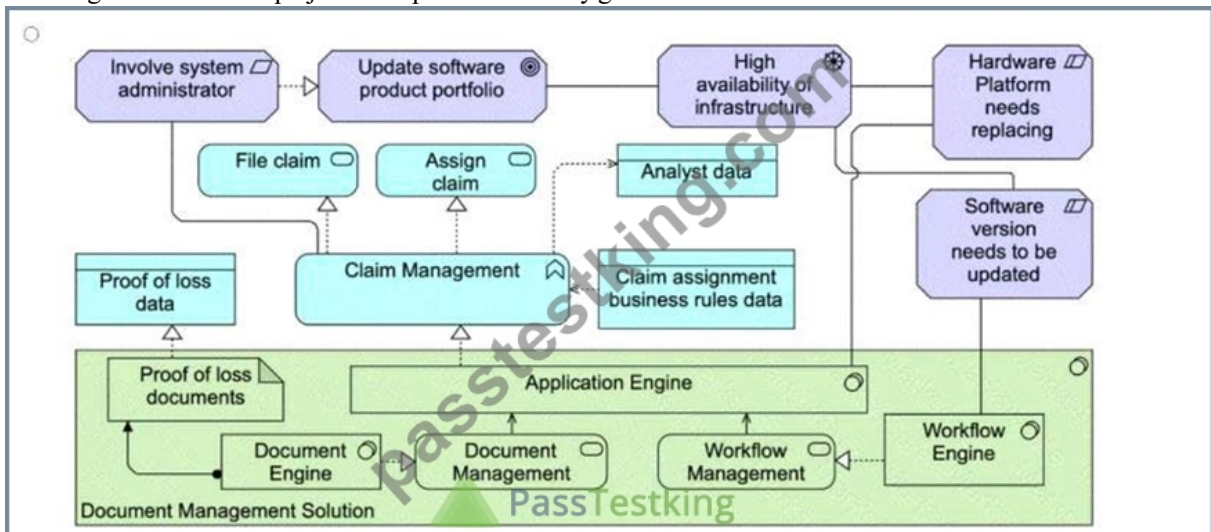 Involve system
administrator
Update software
product portfolio
High
availability of
infrastructure
Hardware
Platform
needs
replacing
File claim
Assign
claim
Analyst data
Software
version
needs to be
updated
Proof of loss
data
Claim Management
Claim assignment
business rules data
Proof of loss
documents
Application Engine
Document
Engine
Document
Management
Workflow
Management
Workflow
Engine
Document Management Solution
passtestking.com
PassTestking